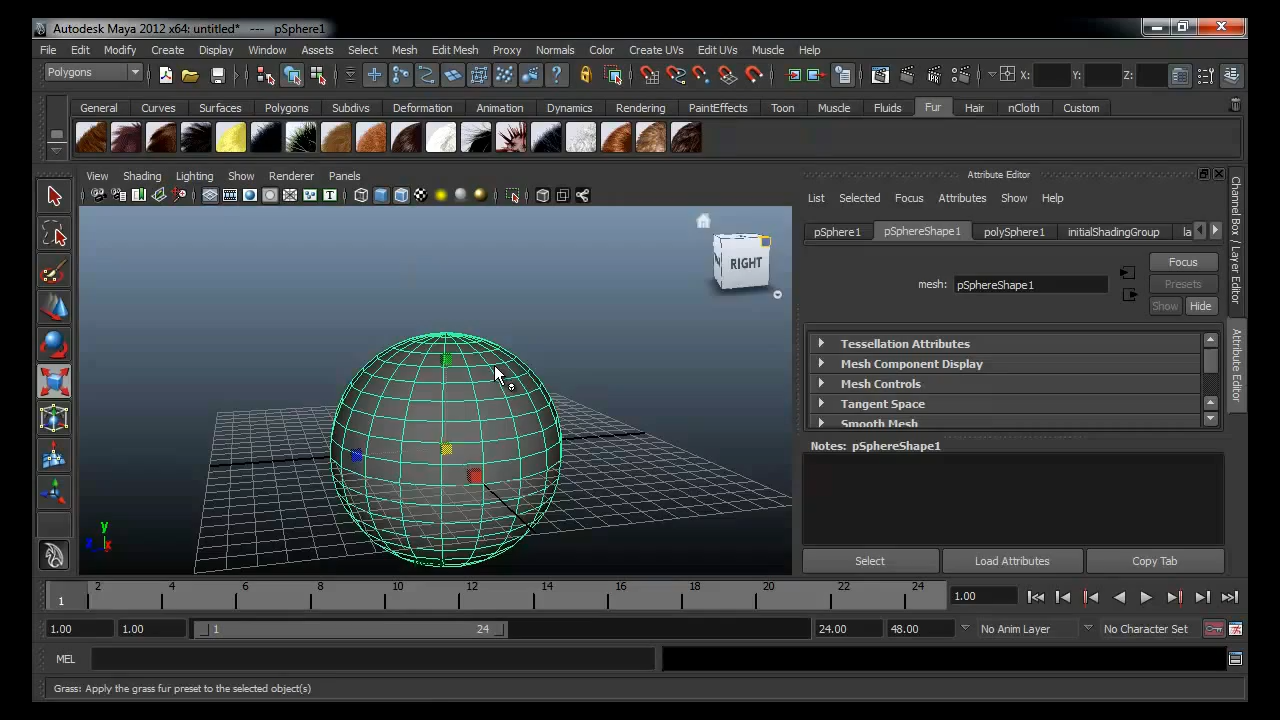 Autodesk Maya 2012 x64: untitled* --- pSphere1
File Edit Modify Create Display Window Assets Select Mesh Edit Mesh Proxy Normals Color Create UVs Edit UVs Muscle Help
Polygons X: Y: Z:
General Curves Surfaces Polygons Subdivs Deformation Animation Dynamics Rendering PaintEffects Toon Muscle Fluids Fur Hair nCloth Custom
View Shading Lighting Show Renderer Panels
RIGHT
y
z x
Attribute Editor
List Selected Focus Attributes Show Help
pSphere1 pSphereShape1 polySphere1 initialShadingGroup la
Focus
mesh: pSphereShape1
Presets
Show Hide
Tessellation Attributes
Mesh Component Display
Mesh Controls
Tangent Space
Smooth Mesh
Notes: pSphereShape1
Select Load Attributes Copy Tab
Channel Box / Layer Editor
Attribute Editor
1 2 4 6 8 10 12 14 16 18 20 22 24 1.00
1.00 1.00 1 24 24.00 48.00 No Anim Layer No Character Set
MEL
Grass: Apply the grass fur preset to the selected object(s)